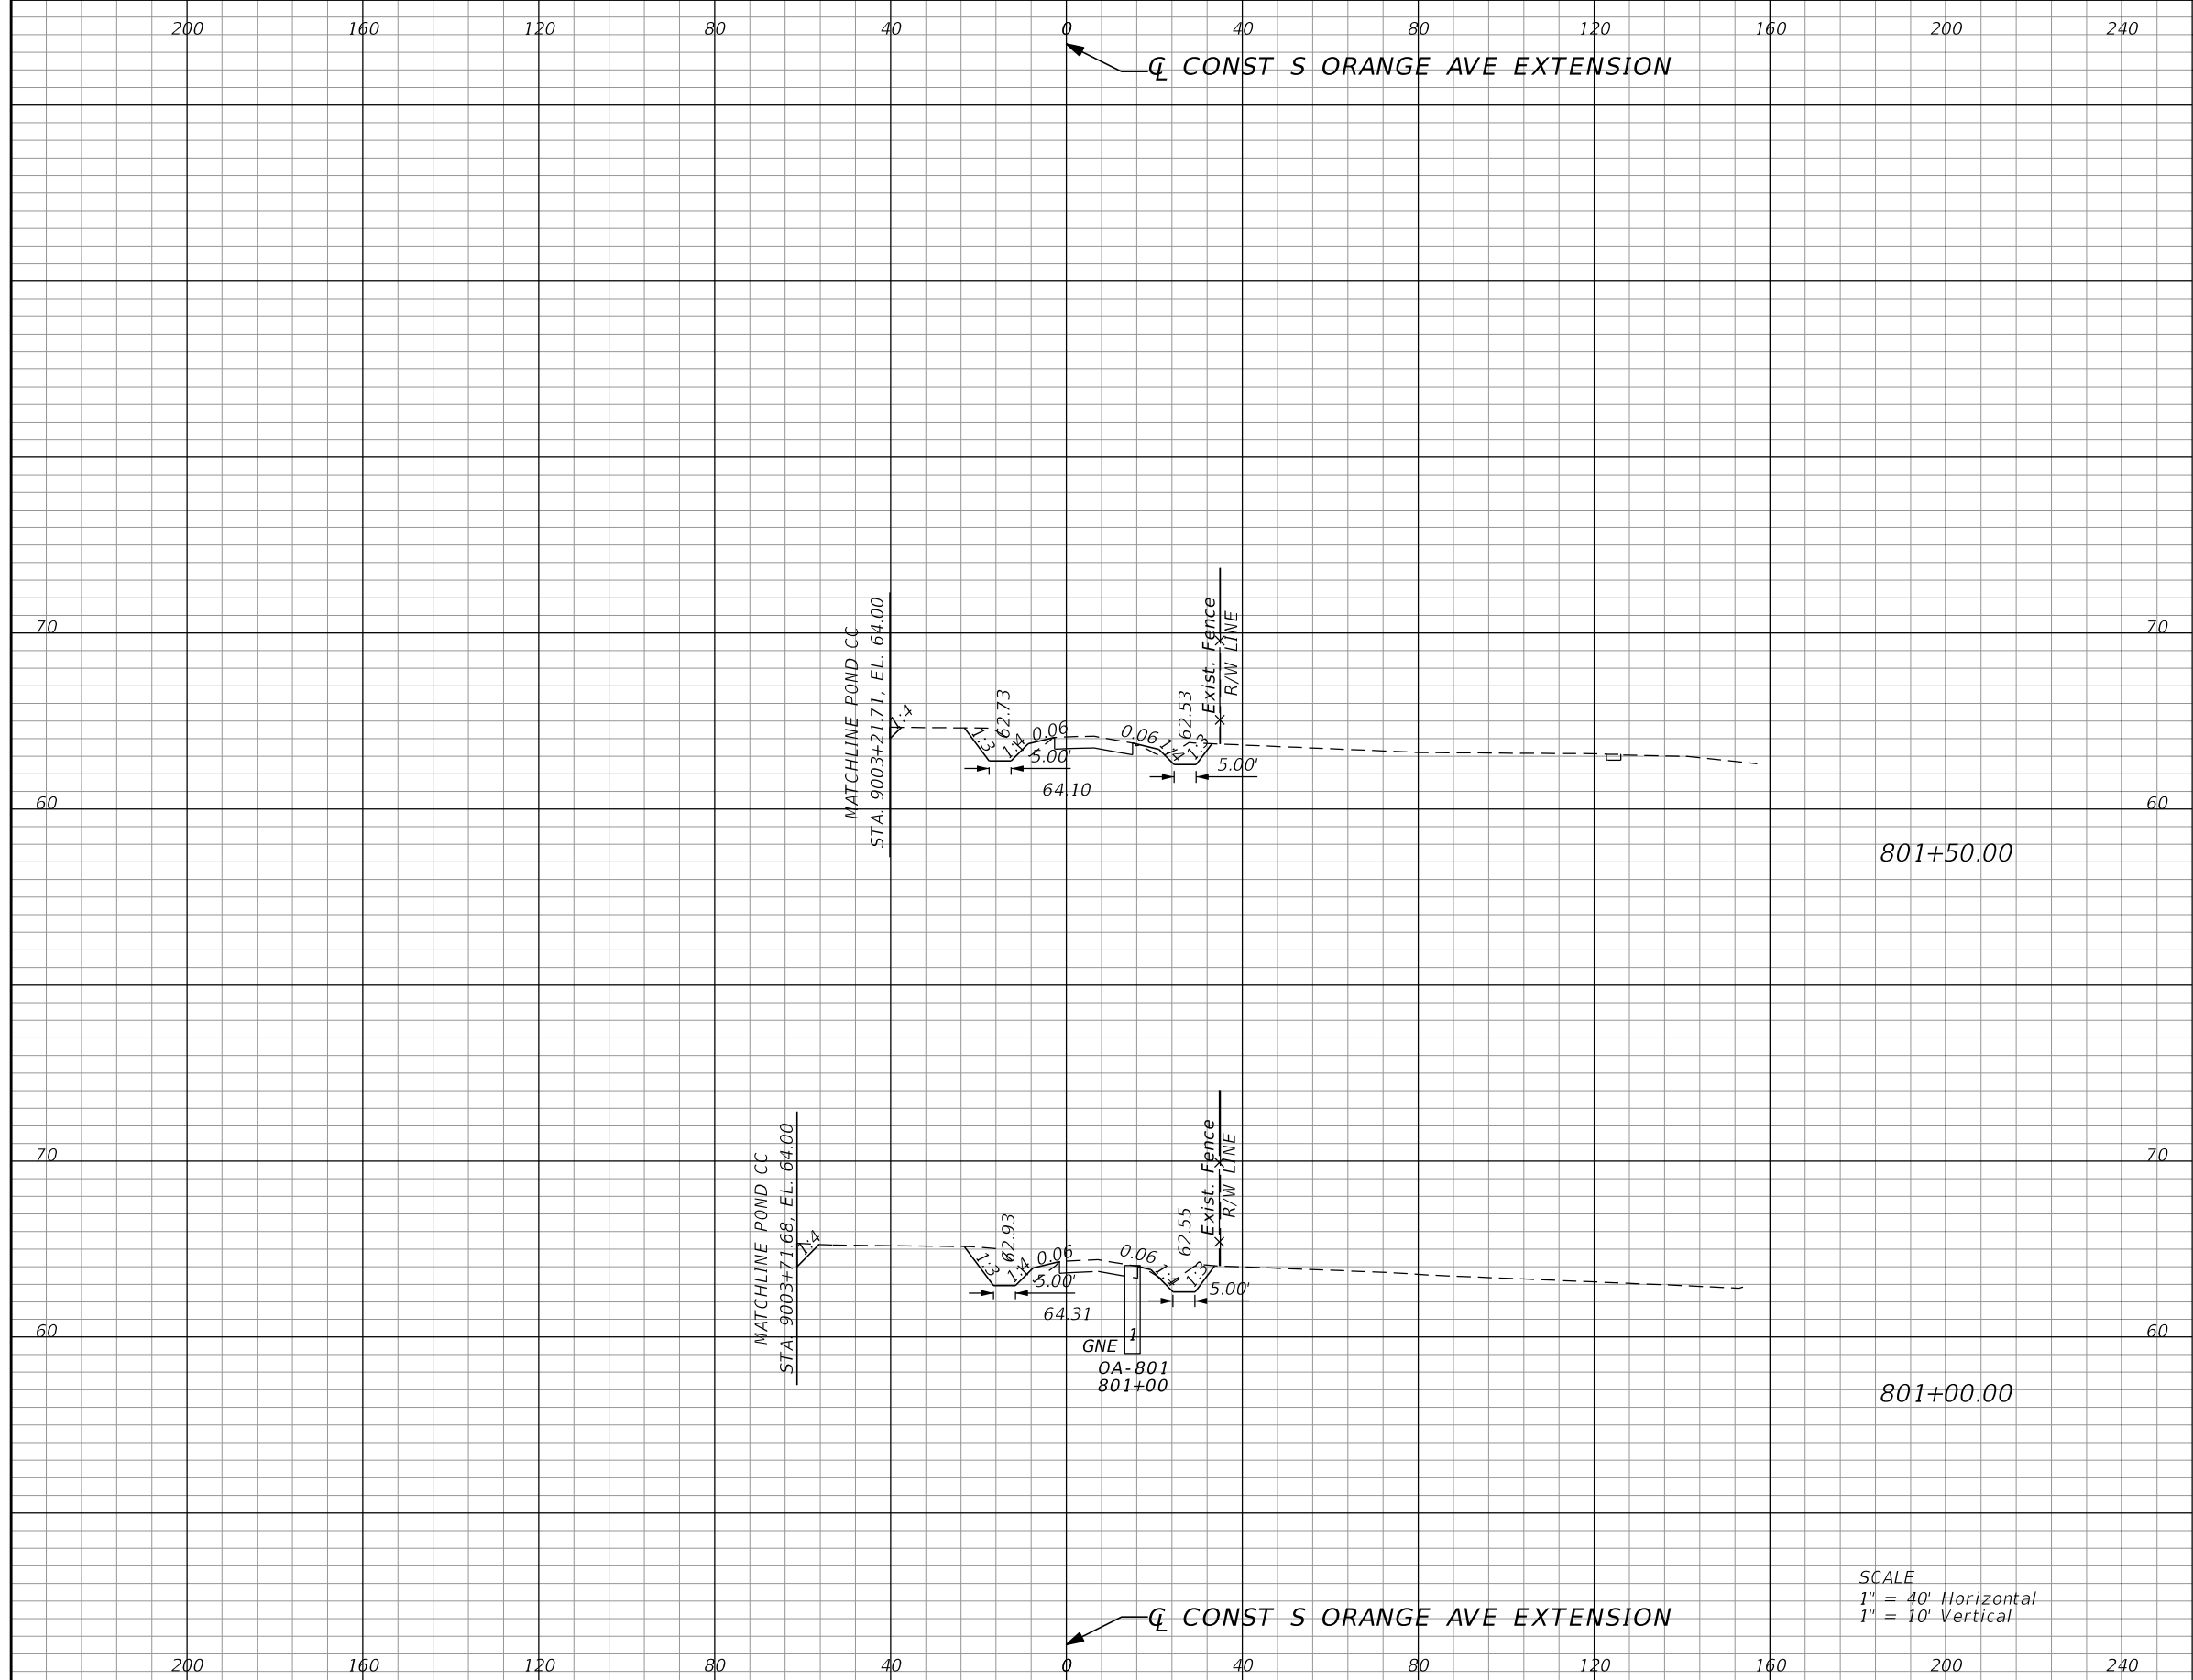 200 160 120 80 40 0 40 80 120 160 200 240
℄ CONST S ORANGE AVE EXTENSION
70 70
MATCHLINE POND CC
STA. 9003+21.71, EL. 64.00
1:4
1:3
62.73
1:4
0.06
5.00'
64.10
0.06
1:4
62.53
1:3
5.00'
Exist. Fence
R/W LINE
60 60
801+50.00
70 70
MATCHLINE POND CC
STA. 9003+71.68, EL. 64.00
1:4
1:3
62.93
1:4
0.06
5.00'
64.31
0.06
1:4
62.55
1:3
5.00'
Exist. Fence
R/W LINE
60 60
1
GNE
OA-801
801+00
801+00.00
SCALE
1" = 40' Horizontal
1" = 10' Vertical
℄ CONST S ORANGE AVE EXTENSION
200 160 120 80 40 0 40 80 120 160 200 240